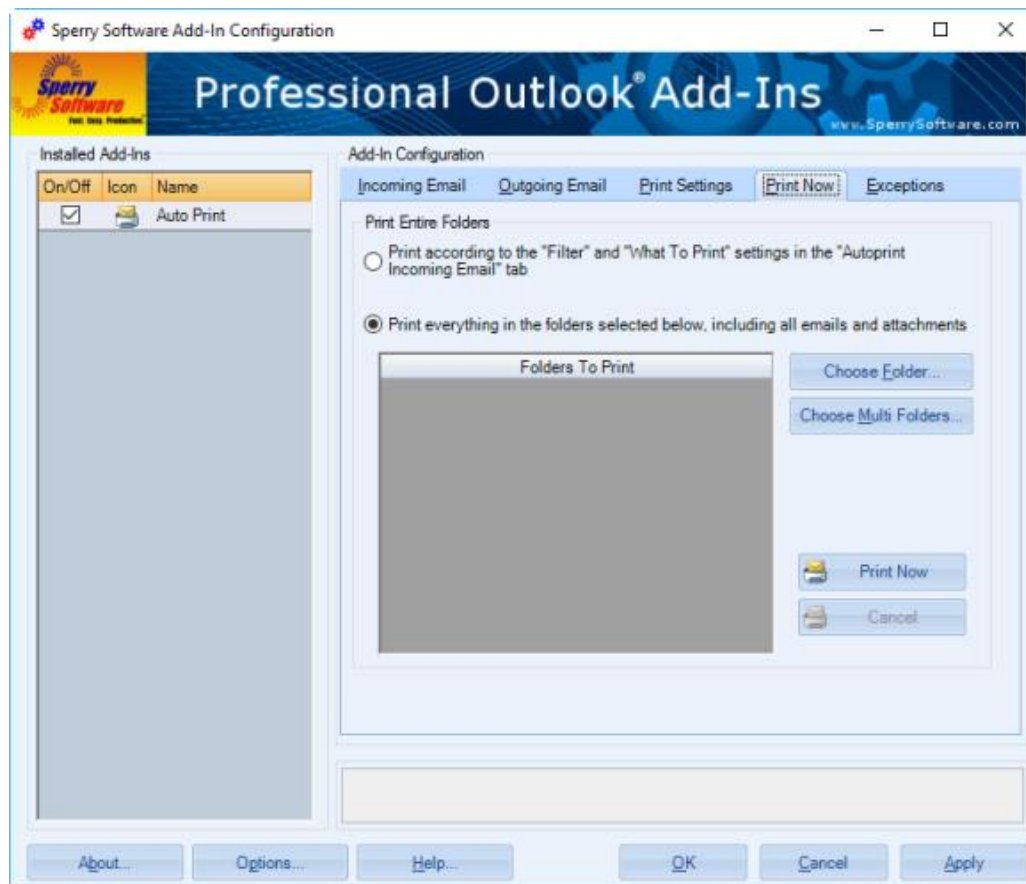 Sperry Software Add-In Configuration
Sperry
Software
Fast. Easy. Productive.
Professional Outlook® Add-Ins
www.SperrySoftware.com
Installed Add-Ins
On/Off Icon Name
Auto Print
Add-In Configuration
Incoming Email Outgoing Email Print Settings Print Now Exceptions
Print Entire Folders
Print according to the "Filter" and "What To Print" settings in the "Autoprint
Incoming Email" tab
Print everything in the folders selected below, including all emails and attachments
Folders To Print
Choose Folder...
Choose Multi Folders...
Print Now
Cancel
About... Options... Help... OK Cancel Apply